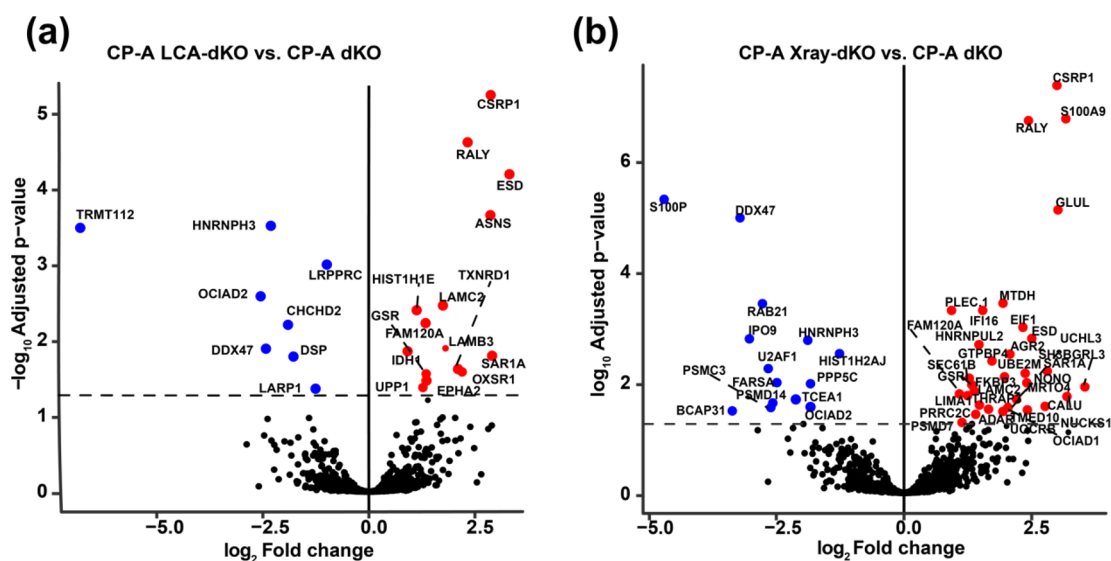 (a)
CP-A LCA-dKO vs. CP-A dKO
−log10 Adjusted p−value
5
4
3
2
1
0
CSRP1
RALY
ESD
TRMT112
HNRNPH3
ASNS
LRPPRC
HIST1H1E
TXNRD1
OCIAD2
LAMC2
GSR
CHCHD2
FAM120A
LAMB3
DDX47
DSP
IDH1
SAR1A
OXSR1
LARP1
UPP1
EPHA2
−5.0
−2.5
0.0
2.5
log2 Fold change
(b)
CP-A Xray-dKO vs. CP-A dKO
log10 Adjusted p−value
6
4
2
0
CSRP1
S100A9
RALY
S100P
DDX47
GLUL
RAB21
PLEC.1
MTDH
IPO9
HNRNPH3
FAM120A
IFI16
EIF1
ESD
HNRNPUL2
UCHL3
U2AF1
HIST1H2AJ
GTPBP4
AGR2
SH3BGRL3
PSMC3
SEC61B
UBE2M
SAR1A
FARSA
PPP5C
GSR
FKBP3
NONO
PSMD14
TCEA1
LIMA1
LAMC2
MRTO4
THRAP3
BCAP31
OCIAD2
PRRC2C
CALU
PSMD7
ADAR
TMED10
NUCKS1
UQCRB
OCIAD1
−5.0
−2.5
0.0
2.5
log2 Fold change